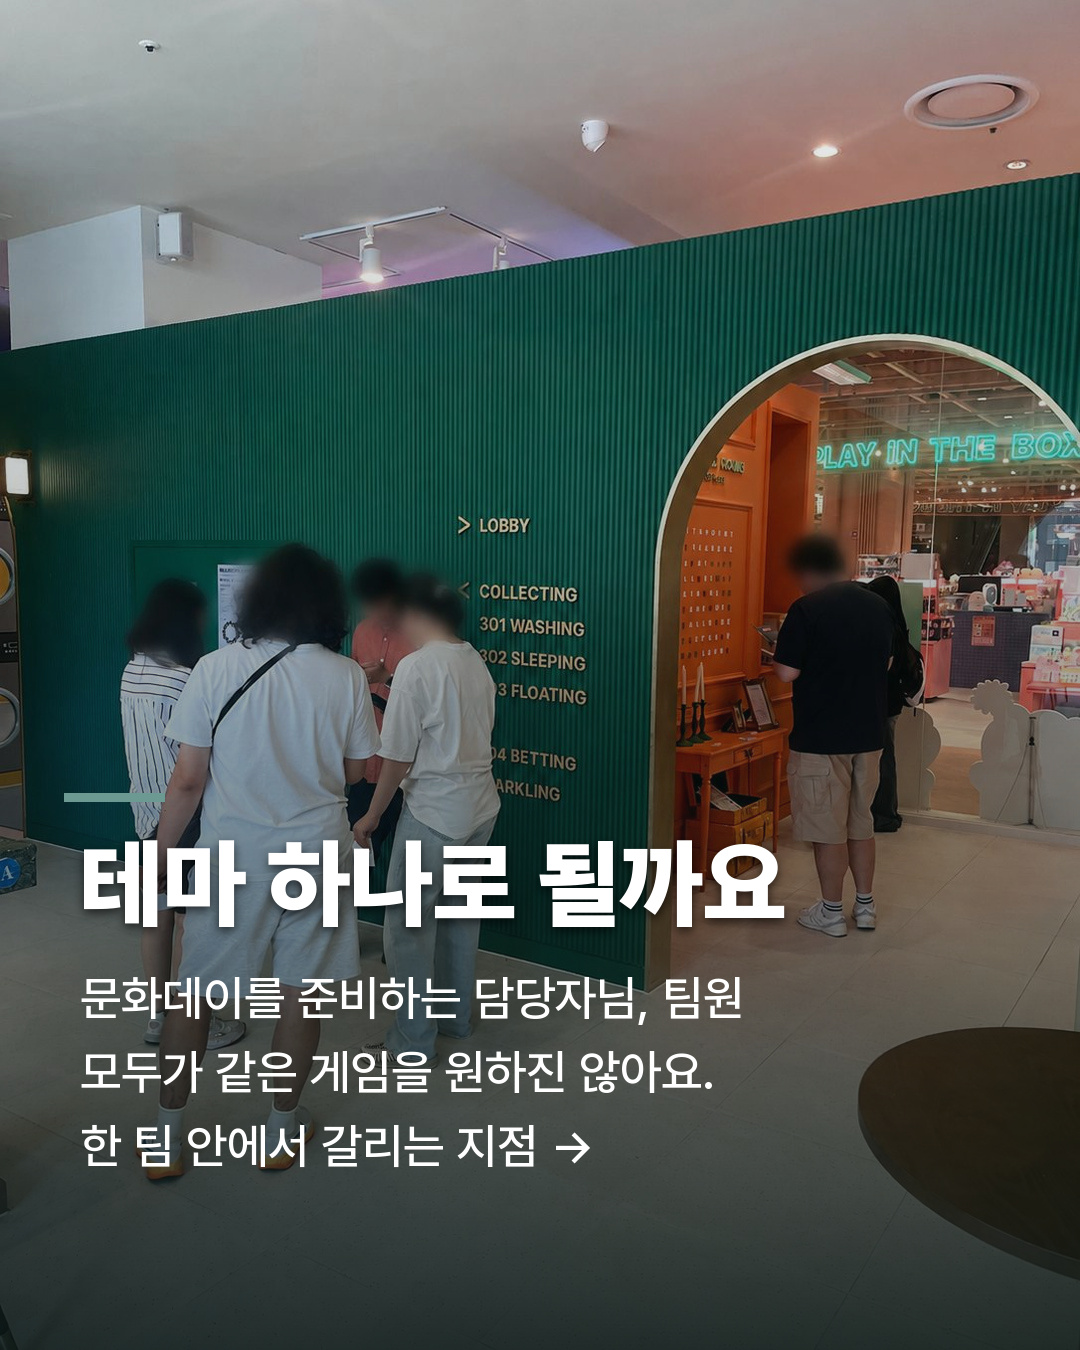 PLAY iN THE BOX
> LOBBY
< COLLECTING
301 WASHING
302 SLEEPING
03 FLOATING
04 BETTING
ARKLING
A
테마 하나로 될까요
문화데이를 준비하는 담당자님, 팀원
모두가 같은 게임을 원하진 않아요.
한 팀 안에서 갈리는 지점 →